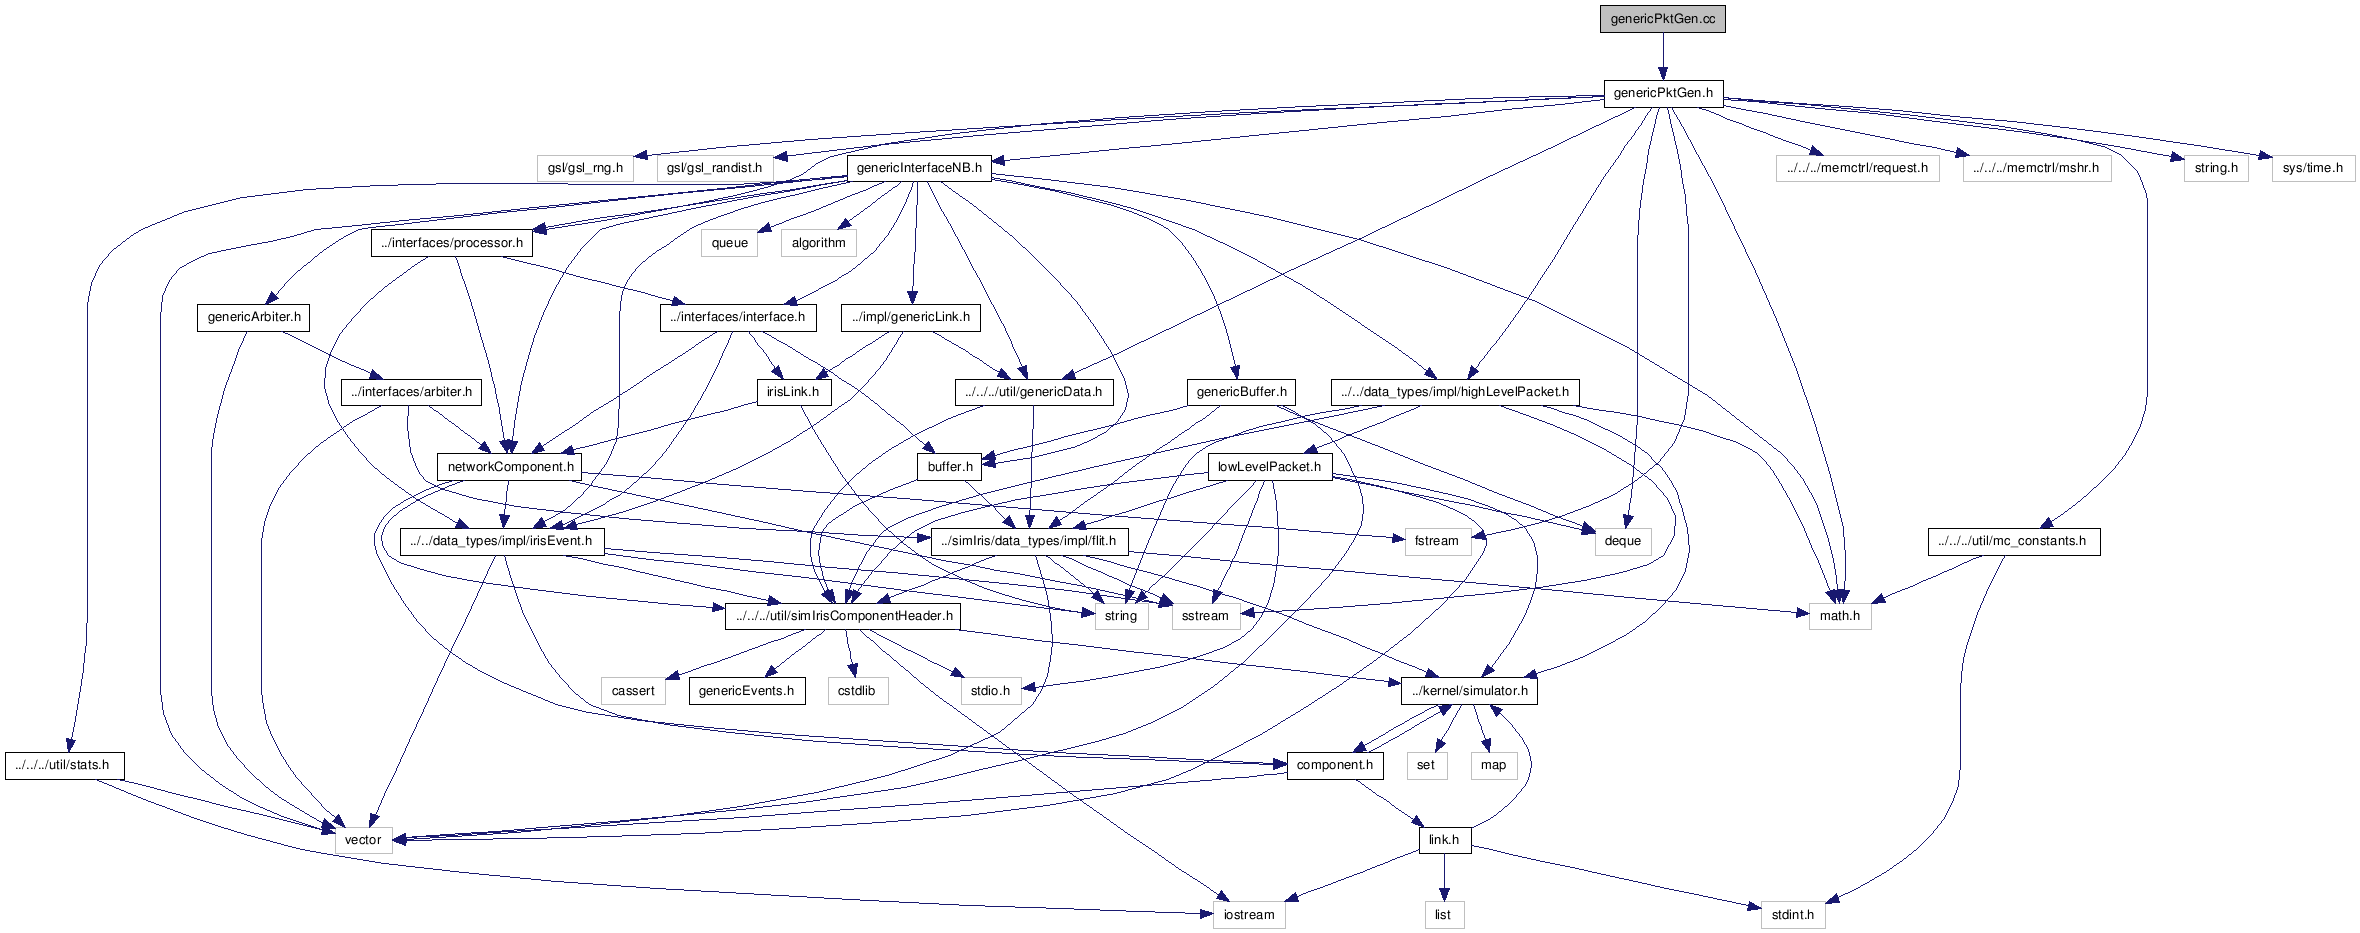 genericPktGen.cc
genericPktGen.h
gsl/gsl_rng.h
gsl/gsl_randist.h
genericInterfaceNB.h
../../../memctrl/request.h
../../../memctrl/mshr.h
string.h
sys/time.h
../interfaces/processor.h
queue
algorithm
genericArbiter.h
../interfaces/interface.h
../impl/genericLink.h
../interfaces/arbiter.h
irisLink.h
../../../util/genericData.h
genericBuffer.h
../../data_types/impl/highLevelPacket.h
networkComponent.h
buffer.h
lowLevelPacket.h
../../data_types/impl/irisEvent.h
../simIris/data_types/impl/flit.h
fstream
deque
../../../util/mc_constants.h
../../../util/simIrisComponentHeader.h
string
sstream
math.h
cassert
genericEvents.h
cstdlib
stdio.h
../kernel/simulator.h
../../../util/stats.h
component.h
set
map
vector
link.h
iostream
list
stdint.h